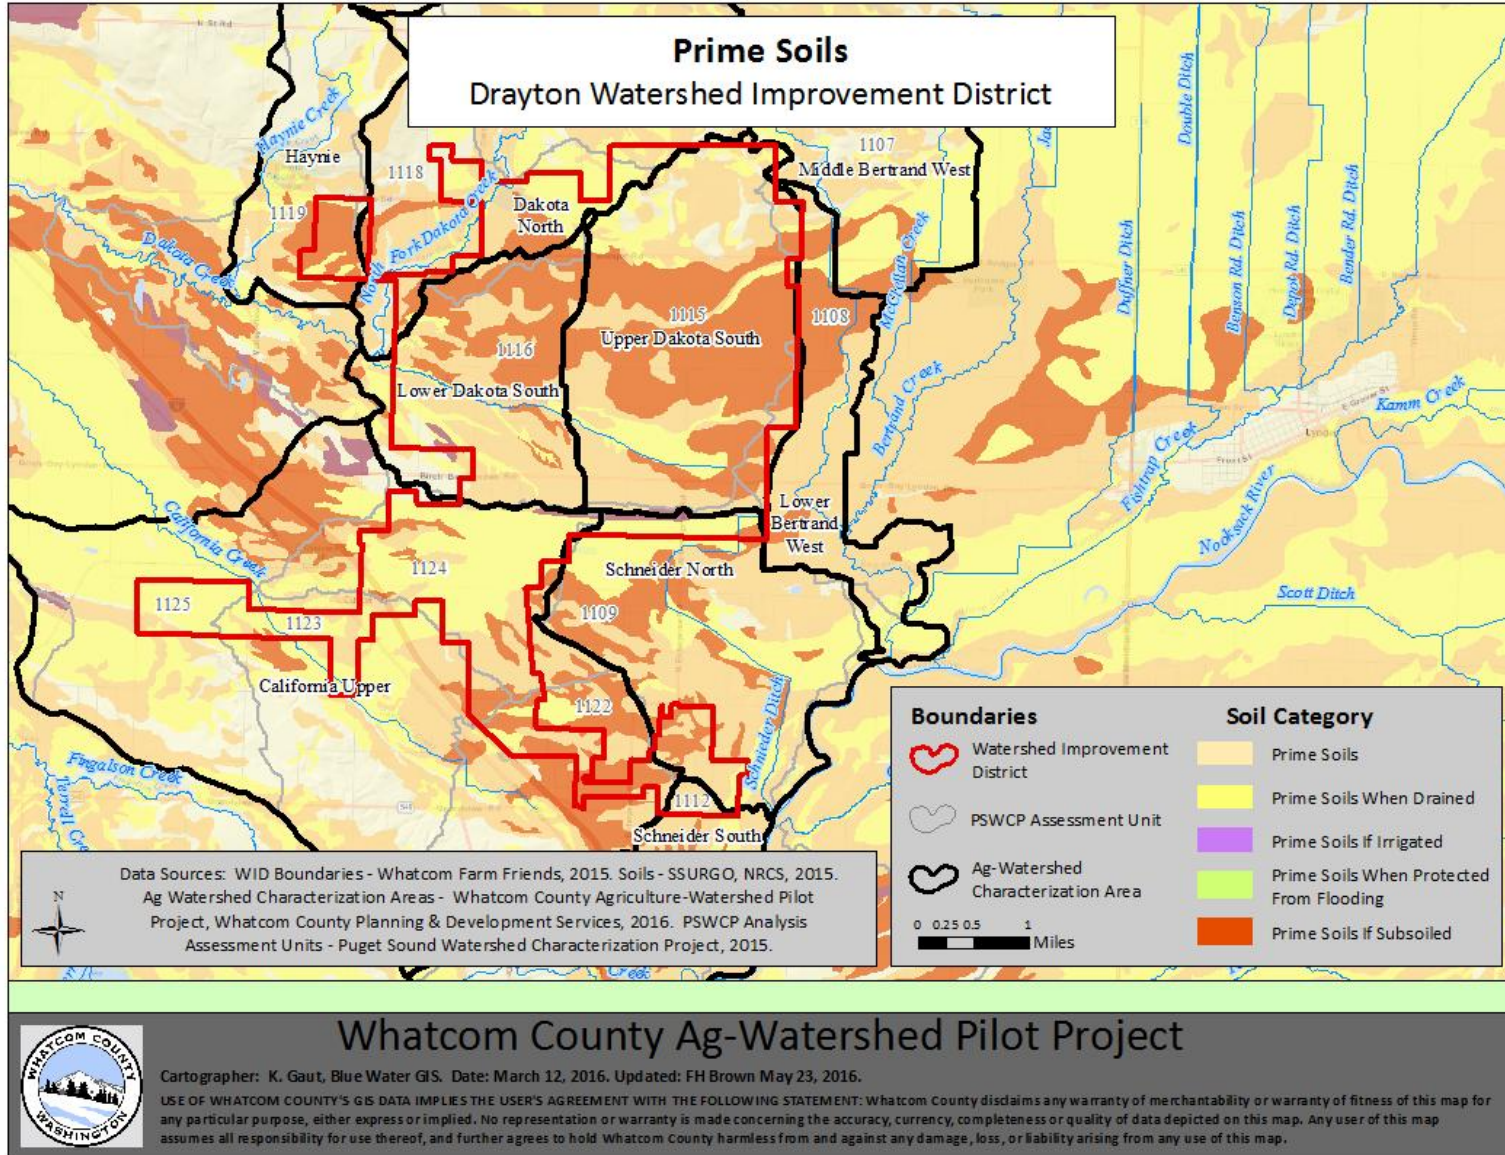 Prime Soils
Drayton Watershed Improvement District
Haynie Creek
Haynie
1118
1119
Dakota Creek
North Fork Dakota Creek
Dakota
North
1107
Middle Bertrand West
McClellan Creek
Duffner Ditch
Double Ditch
Benson Rd. Ditch
Depot Rd. Ditch
Bender Rd. Ditch
1115
Upper Dakota South
1108
1116
Lower Dakota South
Bertrand Creek
Kamm Creek
Fishtrap Creek
Front St
E Grover St
Nooksack River
Lower
Bertrand
West
California Creek
1124
Schneider North
1125
1123
1109
Scott Ditch
California Upper
1122
Schnieder Ditch
Fingalson Creek
1112
Schneider South
Boundaries
Watershed Improvement
District
PSWCP Assessment Unit
Ag-Watershed
Characterization Area
0 0.25 0.5 1
Miles
Soil Category
Prime Soils
Prime Soils When Drained
Prime Soils If Irrigated
Prime Soils When Protected
From Flooding
Prime Soils If Subsoiled
N
Data Sources: WID Boundaries - Whatcom Farm Friends, 2015. Soils - SSURGO, NRCS, 2015.
Ag Watershed Characterization Areas - Whatcom County Agriculture-Watershed Pilot
Project, Whatcom County Planning & Development Services, 2016. PSWCP Analysis
Assessment Units - Puget Sound Watershed Characterization Project, 2015.
Creek
WHATCOM COUNTY
WASHINGTON
Whatcom County Ag-Watershed Pilot Project
Cartographer: K. Gaut, Blue Water GIS. Date: March 12, 2016. Updated: FH Brown May 23, 2016.
USE OF WHATCOM COUNTY'S GIS DATA IMPLIES THE USER'S AGREEMENT WITH THE FOLLOWING STATEMENT: Whatcom County disclaims any warranty of merchantability or warranty of fitness of this map for
any particular purpose, either express or implied. No representation or warranty is made concerning the accuracy, currency, completeness or quality of data depicted on this map. Any user of this map
assumes all responsibility for use thereof, and further agrees to hold Whatcom County harmless from and against any damage, loss, or liability arising from any use of this map.